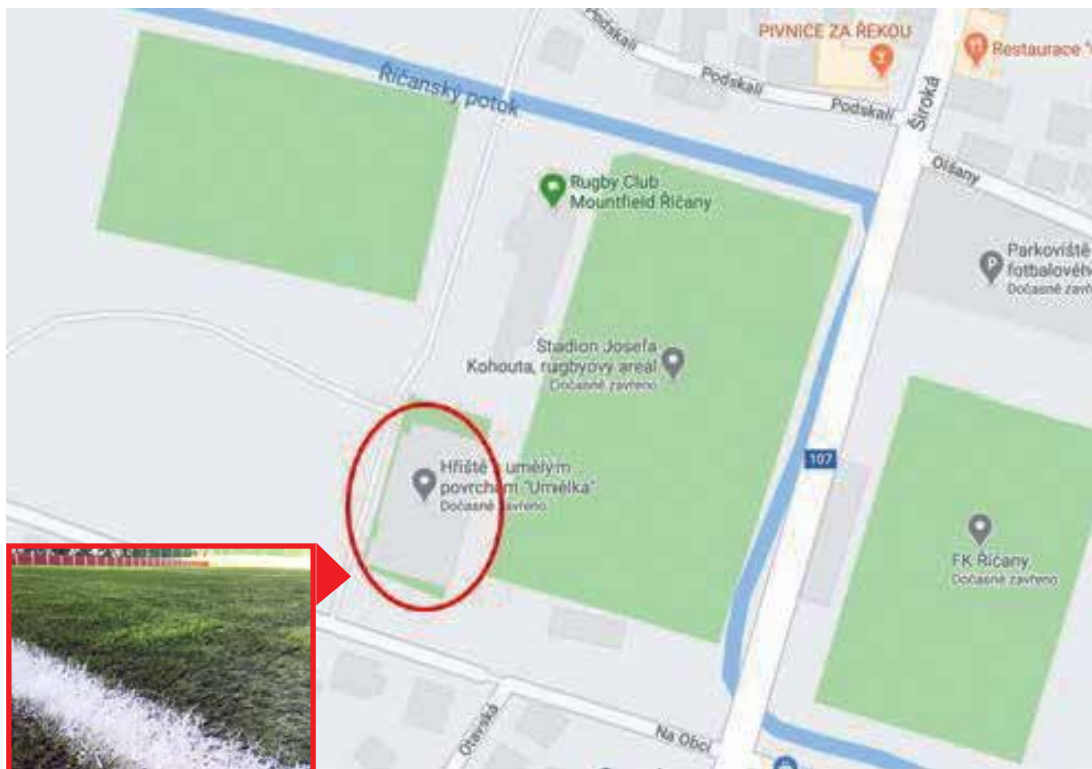 PIVNICE ZA ŘEKOU
Restaurace
Podskalí
Podskalí
Podskalí
Široká
Říčanský potok
Olšany
Rugby Club
Mountfield Říčany
Parkoviště
fotbalového
Dočasně zavř
Stadion Josefa
Kohouta, rugbyový areál
Dočasně zavřeno
107
Hřiště s umělým
povrchem "Umělka"
Dočasně zavřeno
FK Říčany
Dočasně zavřeno
Otavská
Na Obci